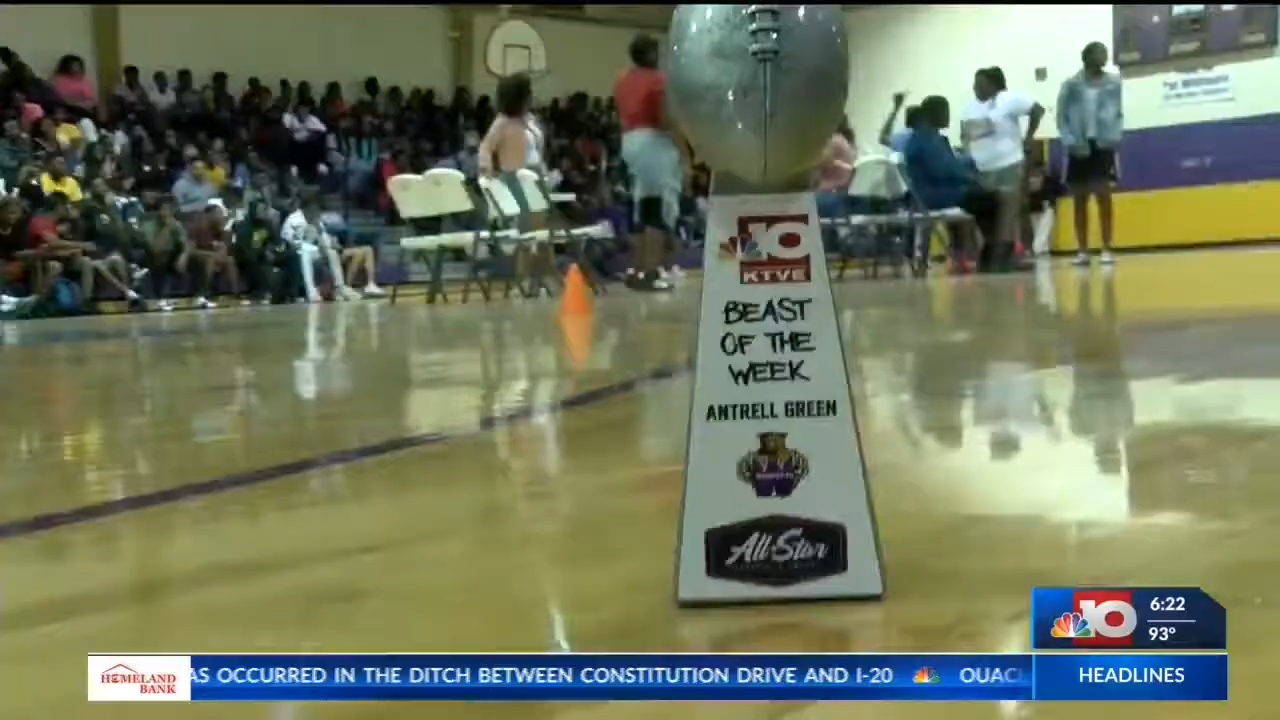 10
KTVE
BEAST
OF THE
WEEK
ANTRELL GREEN
All-Star
10
6:22
93°
HOMELAND
BANK
AS OCCURRED IN THE DITCH BETWEEN CONSTITUTION DRIVE AND I-20
OUAC
HEADLINES